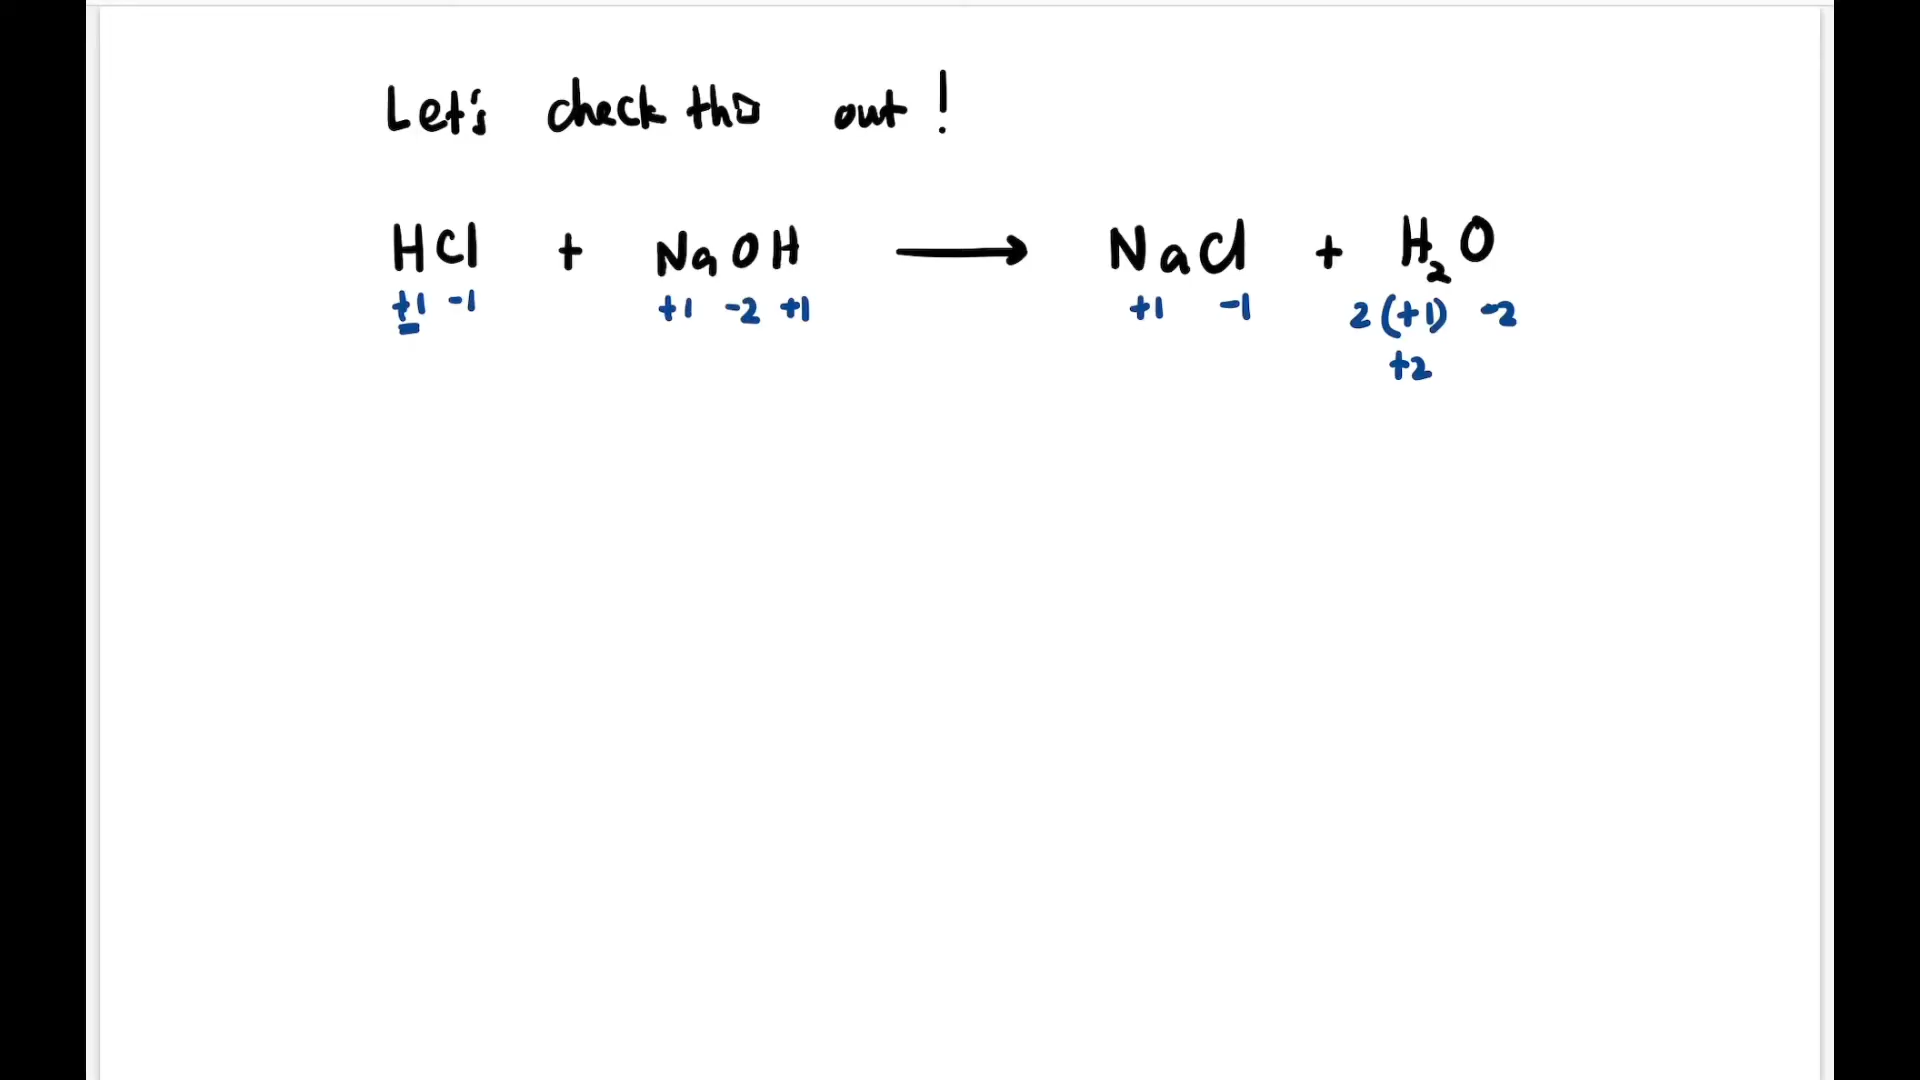 Let's check this out !
HCl + NaOH ⟶ NaCl + H₂O
+1 -1 +1 -2 +1 +1 -1 2(+1) -2
+2